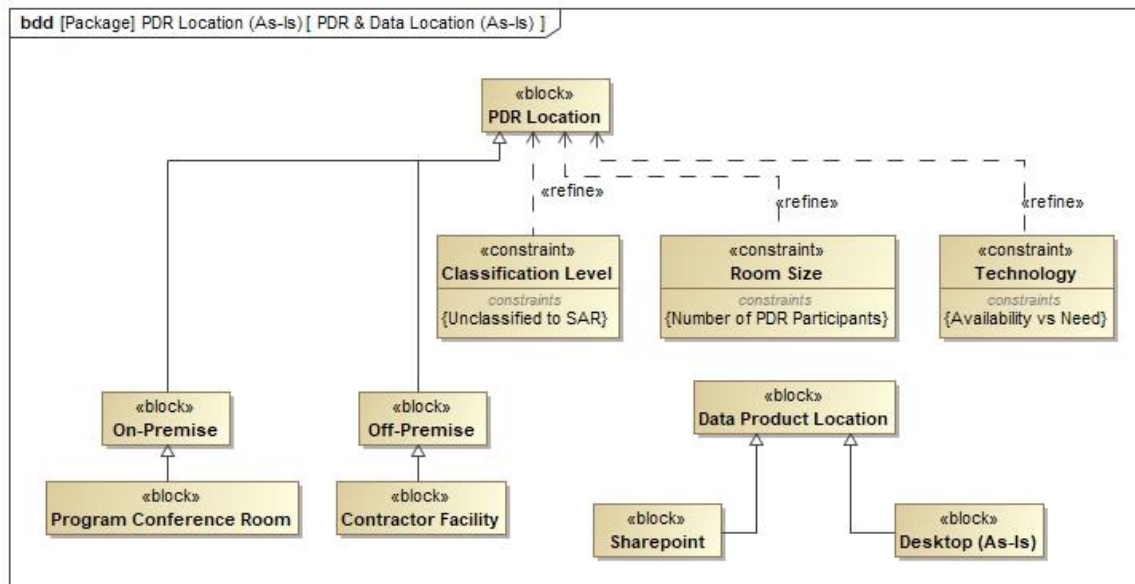 bdd [Package] PDR Location (As-Is) [ PDR & Data Location (As-Is) ]
«block»
PDR Location
«refine»
«refine»
«refine»
«constraint»
Classification Level
constraints
{Unclassified to SAR}
«constraint»
Room Size
constraints
{Number of PDR Participants}
«constraint»
Technology
constraints
{Availability vs Need}
«block»
On-Premise
«block»
Off-Premise
«block»
Data Product Location
«block»
Program Conference Room
«block»
Contractor Facility
«block»
Sharepoint
«block»
Desktop (As-Is)